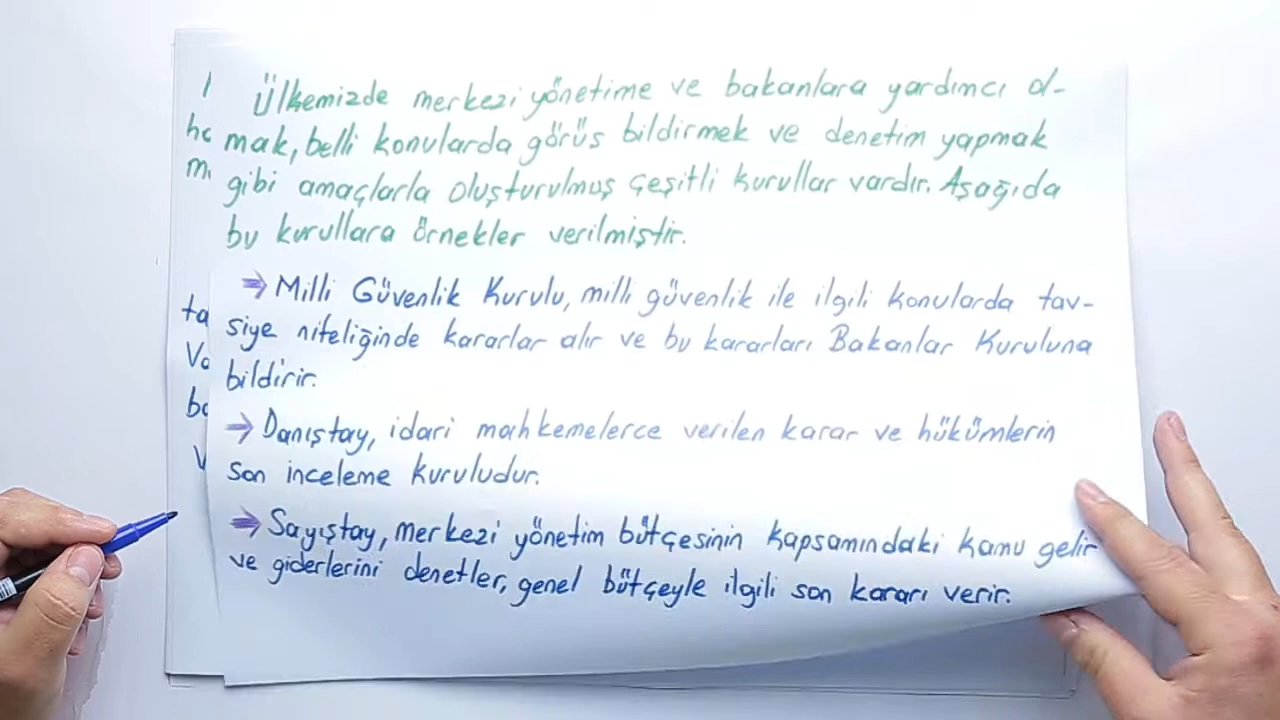 Ülkemizde merkezi yönetime ve bakanlara yardımcı ol-
mak, belli konularda görüş bildirmek ve denetim yapmak
gibi amaçlarla oluşturulmuş çeşitli kurullar vardır. Aşağıda
bu kurullara örnekler verilmiştir.
→ Milli Güvenlik Kurulu, milli güvenlik ile ilgili konularda tav-
siye niteliğinde kararlar alır ve bu kararları Bakanlar Kuruluna
bildirir.
→ Danıştay, idari mahkemelerce verilen karar ve hükümlerin
son inceleme kuruludur.
→ Sayıştay, merkezi yönetim bütçesinin kapsamındaki kamu gelir
ve giderlerini denetler, genel bütçeyle ilgili son kararı verir.